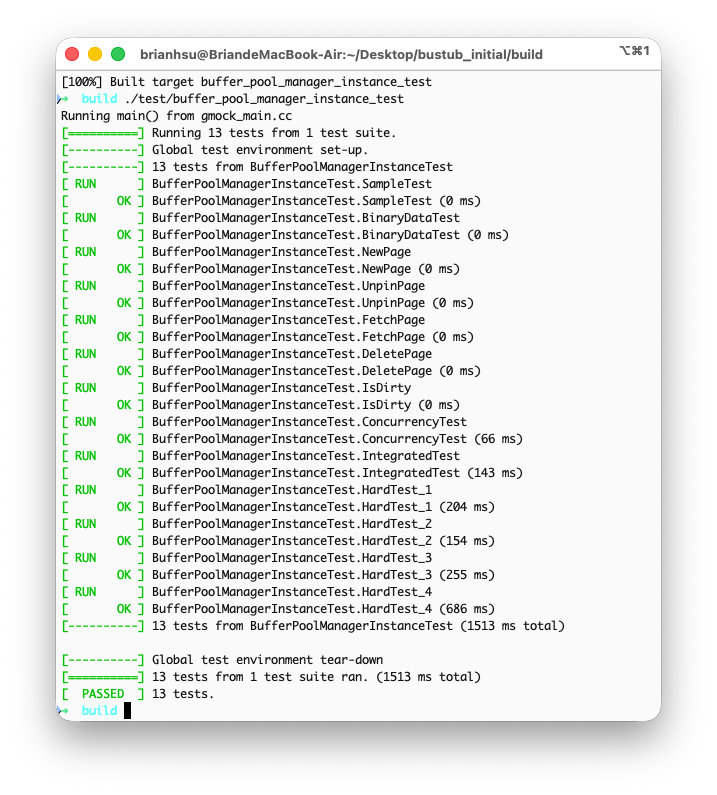 brianhsu@BriandeMacBook-Air:~/Desktop/bustub_initial/build ⌥⌘1
[100%] Built target buffer_pool_manager_instance_test
➜  build ./test/buffer_pool_manager_instance_test
Running main() from gmock_main.cc
[==========] Running 13 tests from 1 test suite.
[----------] Global test environment set-up.
[----------] 13 tests from BufferPoolManagerInstanceTest
[ RUN      ] BufferPoolManagerInstanceTest.SampleTest
[       OK ] BufferPoolManagerInstanceTest.SampleTest (0 ms)
[ RUN      ] BufferPoolManagerInstanceTest.BinaryDataTest
[       OK ] BufferPoolManagerInstanceTest.BinaryDataTest (0 ms)
[ RUN      ] BufferPoolManagerInstanceTest.NewPage
[       OK ] BufferPoolManagerInstanceTest.NewPage (0 ms)
[ RUN      ] BufferPoolManagerInstanceTest.UnpinPage
[       OK ] BufferPoolManagerInstanceTest.UnpinPage (0 ms)
[ RUN      ] BufferPoolManagerInstanceTest.FetchPage
[       OK ] BufferPoolManagerInstanceTest.FetchPage (0 ms)
[ RUN      ] BufferPoolManagerInstanceTest.DeletePage
[       OK ] BufferPoolManagerInstanceTest.DeletePage (0 ms)
[ RUN      ] BufferPoolManagerInstanceTest.IsDirty
[       OK ] BufferPoolManagerInstanceTest.IsDirty (0 ms)
[ RUN      ] BufferPoolManagerInstanceTest.ConcurrencyTest
[       OK ] BufferPoolManagerInstanceTest.ConcurrencyTest (66 ms)
[ RUN      ] BufferPoolManagerInstanceTest.IntegratedTest
[       OK ] BufferPoolManagerInstanceTest.IntegratedTest (143 ms)
[ RUN      ] BufferPoolManagerInstanceTest.HardTest_1
[       OK ] BufferPoolManagerInstanceTest.HardTest_1 (204 ms)
[ RUN      ] BufferPoolManagerInstanceTest.HardTest_2
[       OK ] BufferPoolManagerInstanceTest.HardTest_2 (154 ms)
[ RUN      ] BufferPoolManagerInstanceTest.HardTest_3
[       OK ] BufferPoolManagerInstanceTest.HardTest_3 (255 ms)
[ RUN      ] BufferPoolManagerInstanceTest.HardTest_4
[       OK ] BufferPoolManagerInstanceTest.HardTest_4 (686 ms)
[----------] 13 tests from BufferPoolManagerInstanceTest (1513 ms total)
[----------] Global test environment tear-down
[==========] 13 tests from 1 test suite ran. (1513 ms total)
[  PASSED  ] 13 tests.
➜  build